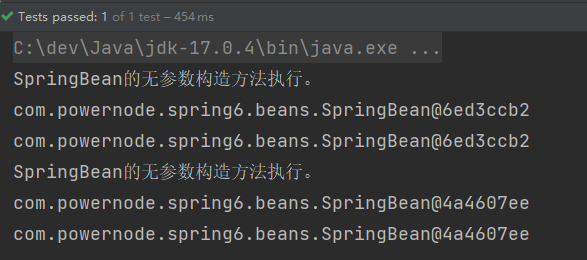 Tests passed: 1 of 1 test – 454 ms
C:\dev\Java\jdk-17.0.4\bin\java.exe ...
SpringBean的无参数构造方法执行。
com.powernode.spring6.beans.SpringBean@6ed3ccb2
com.powernode.spring6.beans.SpringBean@6ed3ccb2
SpringBean的无参数构造方法执行。
com.powernode.spring6.beans.SpringBean@4a4607ee
com.powernode.spring6.beans.SpringBean@4a4607ee